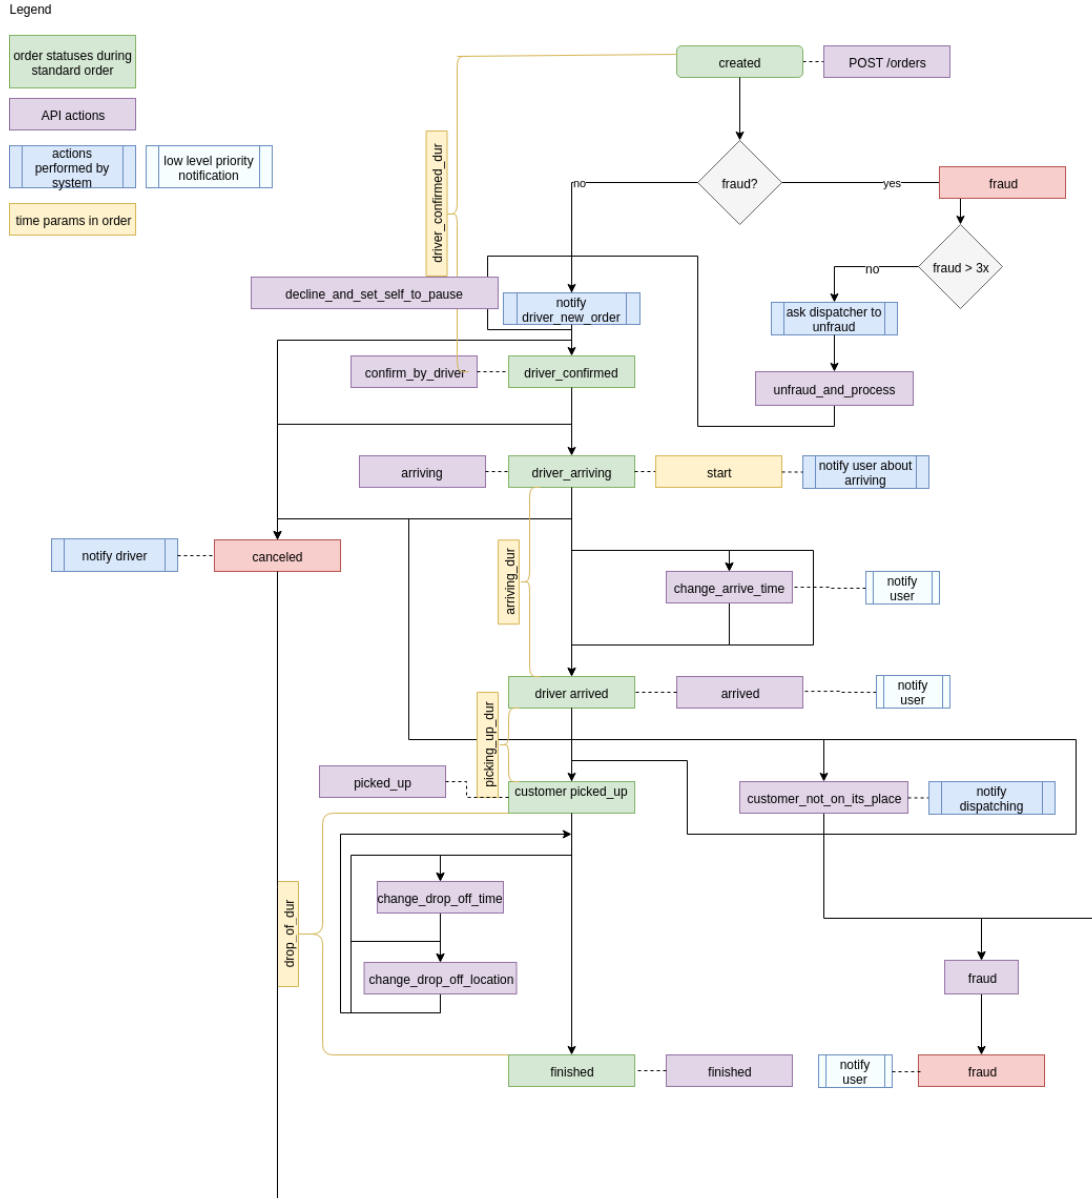 Legend
order statuses during
standard order
API actions
actions
performed by
system
low level priority
notification
time params in order
created
POST /orders
driver_confirmed_dur
fraud?
no
yes
fraud
fraud > 3x
no
decline_and_set_self_to_pause
notify
driver_new_order
ask dispatcher to
unfraud
confirm_by_driver
driver_confirmed
unfraud_and_process
arriving
driver_arriving
start
notify user about
arriving
notify driver
canceled
arriving_dur
change_arrive_time
notify
user
driver arrived
arrived
notify
user
picking_up_dur
picked_up
customer picked_up
customer_not_on_its_place
notify
dispatching
change_drop_off_time
drop_of_dur
change_drop_off_location
fraud
finished
finished
notify
user
fraud